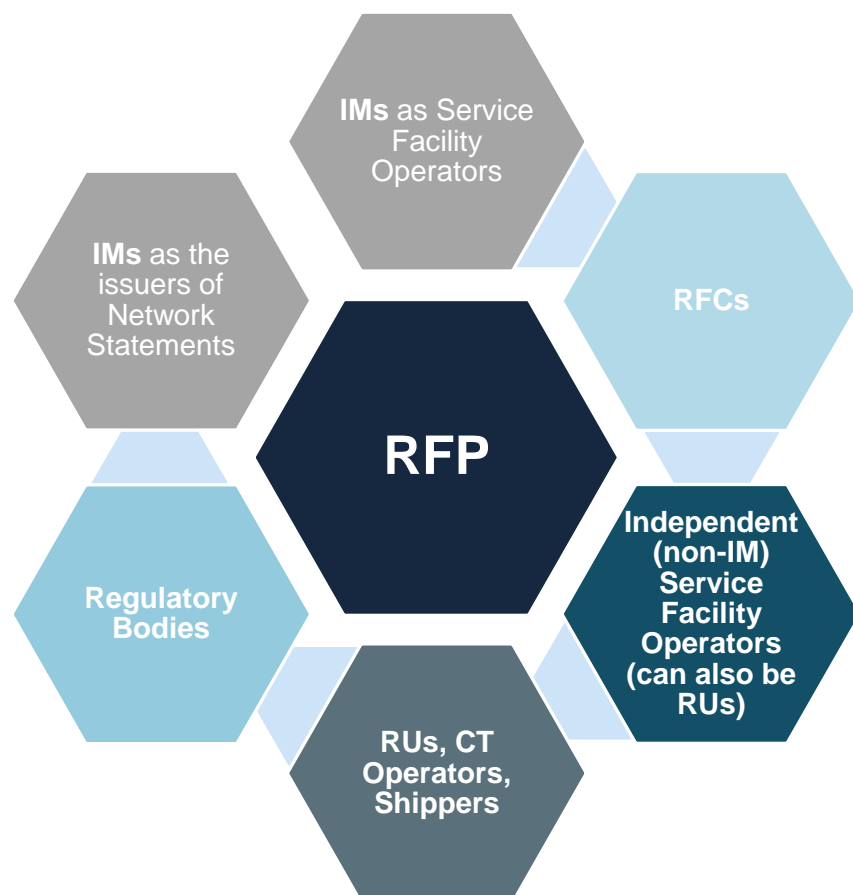 IMs as Service
Facility
Operators
IMs as the
issuers of
Network
Statements
RFCs
RFP
Independent
(non-IM)
Service
Facility
Operators
(can also be
RUs)
Regulatory
Bodies
RUs, CT
Operators,
Shippers